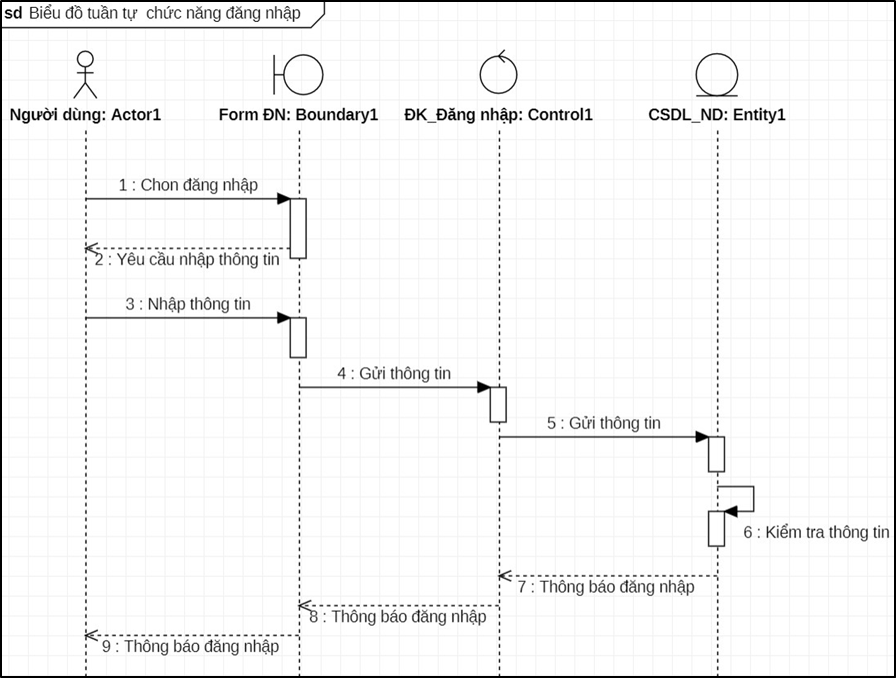 sd Biểu đồ tuần tự chức năng đăng nhập
Người dùng: Actor1
Form ĐN: Boundary1
ĐK_Đăng nhập: Control1
CSDL_ND: Entity1
1 : Chon đăng nhập
2 : Yêu cầu nhập thông tin
3 : Nhập thông tin
4 : Gửi thông tin
5 : Gửi thông tin
6 : Kiểm tra thông tin
7 : Thông báo đăng nhập
8 : Thông báo đăng nhập
9 : Thông báo đăng nhập